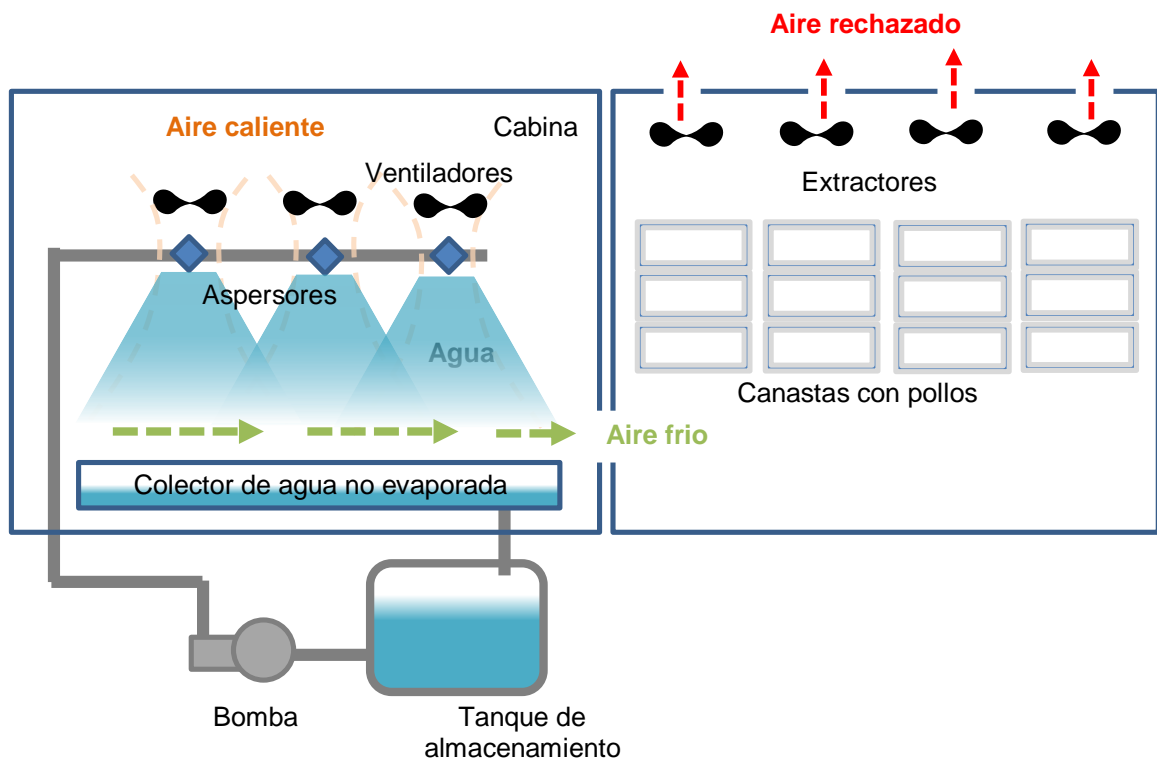 Aire rechazado
Aire caliente
Cabina
Ventiladores
Extractores
Aspersores
Agua
Canastas con pollos
Aire frio
Colector de agua no evaporada
Bomba
Tanque de
almacenamiento